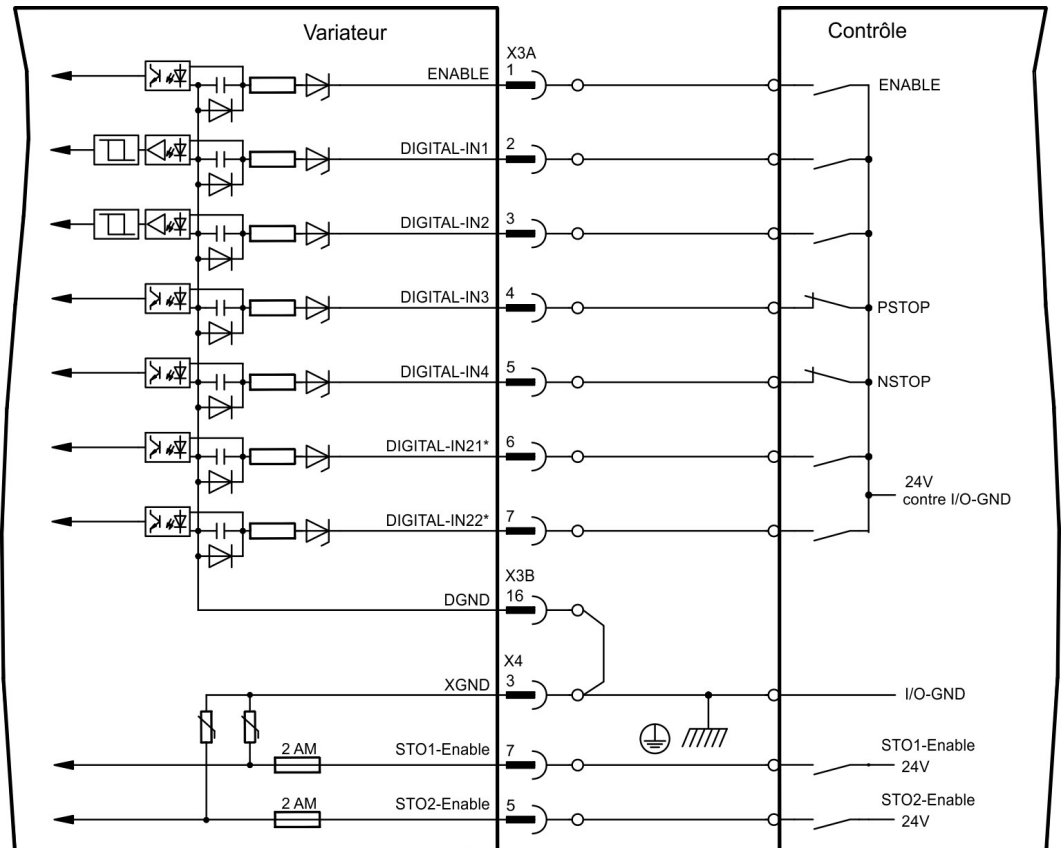 Variateur
Contrôle
X3A
ENABLE
1
ENABLE
DIGITAL-IN1
2
DIGITAL-IN2
3
DIGITAL-IN3
4
PSTOP
DIGITAL-IN4
5
NSTOP
DIGITAL-IN21*
6
24V
contre I/O-GND
DIGITAL-IN22*
7
X3B
DGND
16
X4
XGND
3
I/O-GND
2 AM
STO1-Enable
7
STO1-Enable
24V
2 AM
STO2-Enable
5
STO2-Enable
24V